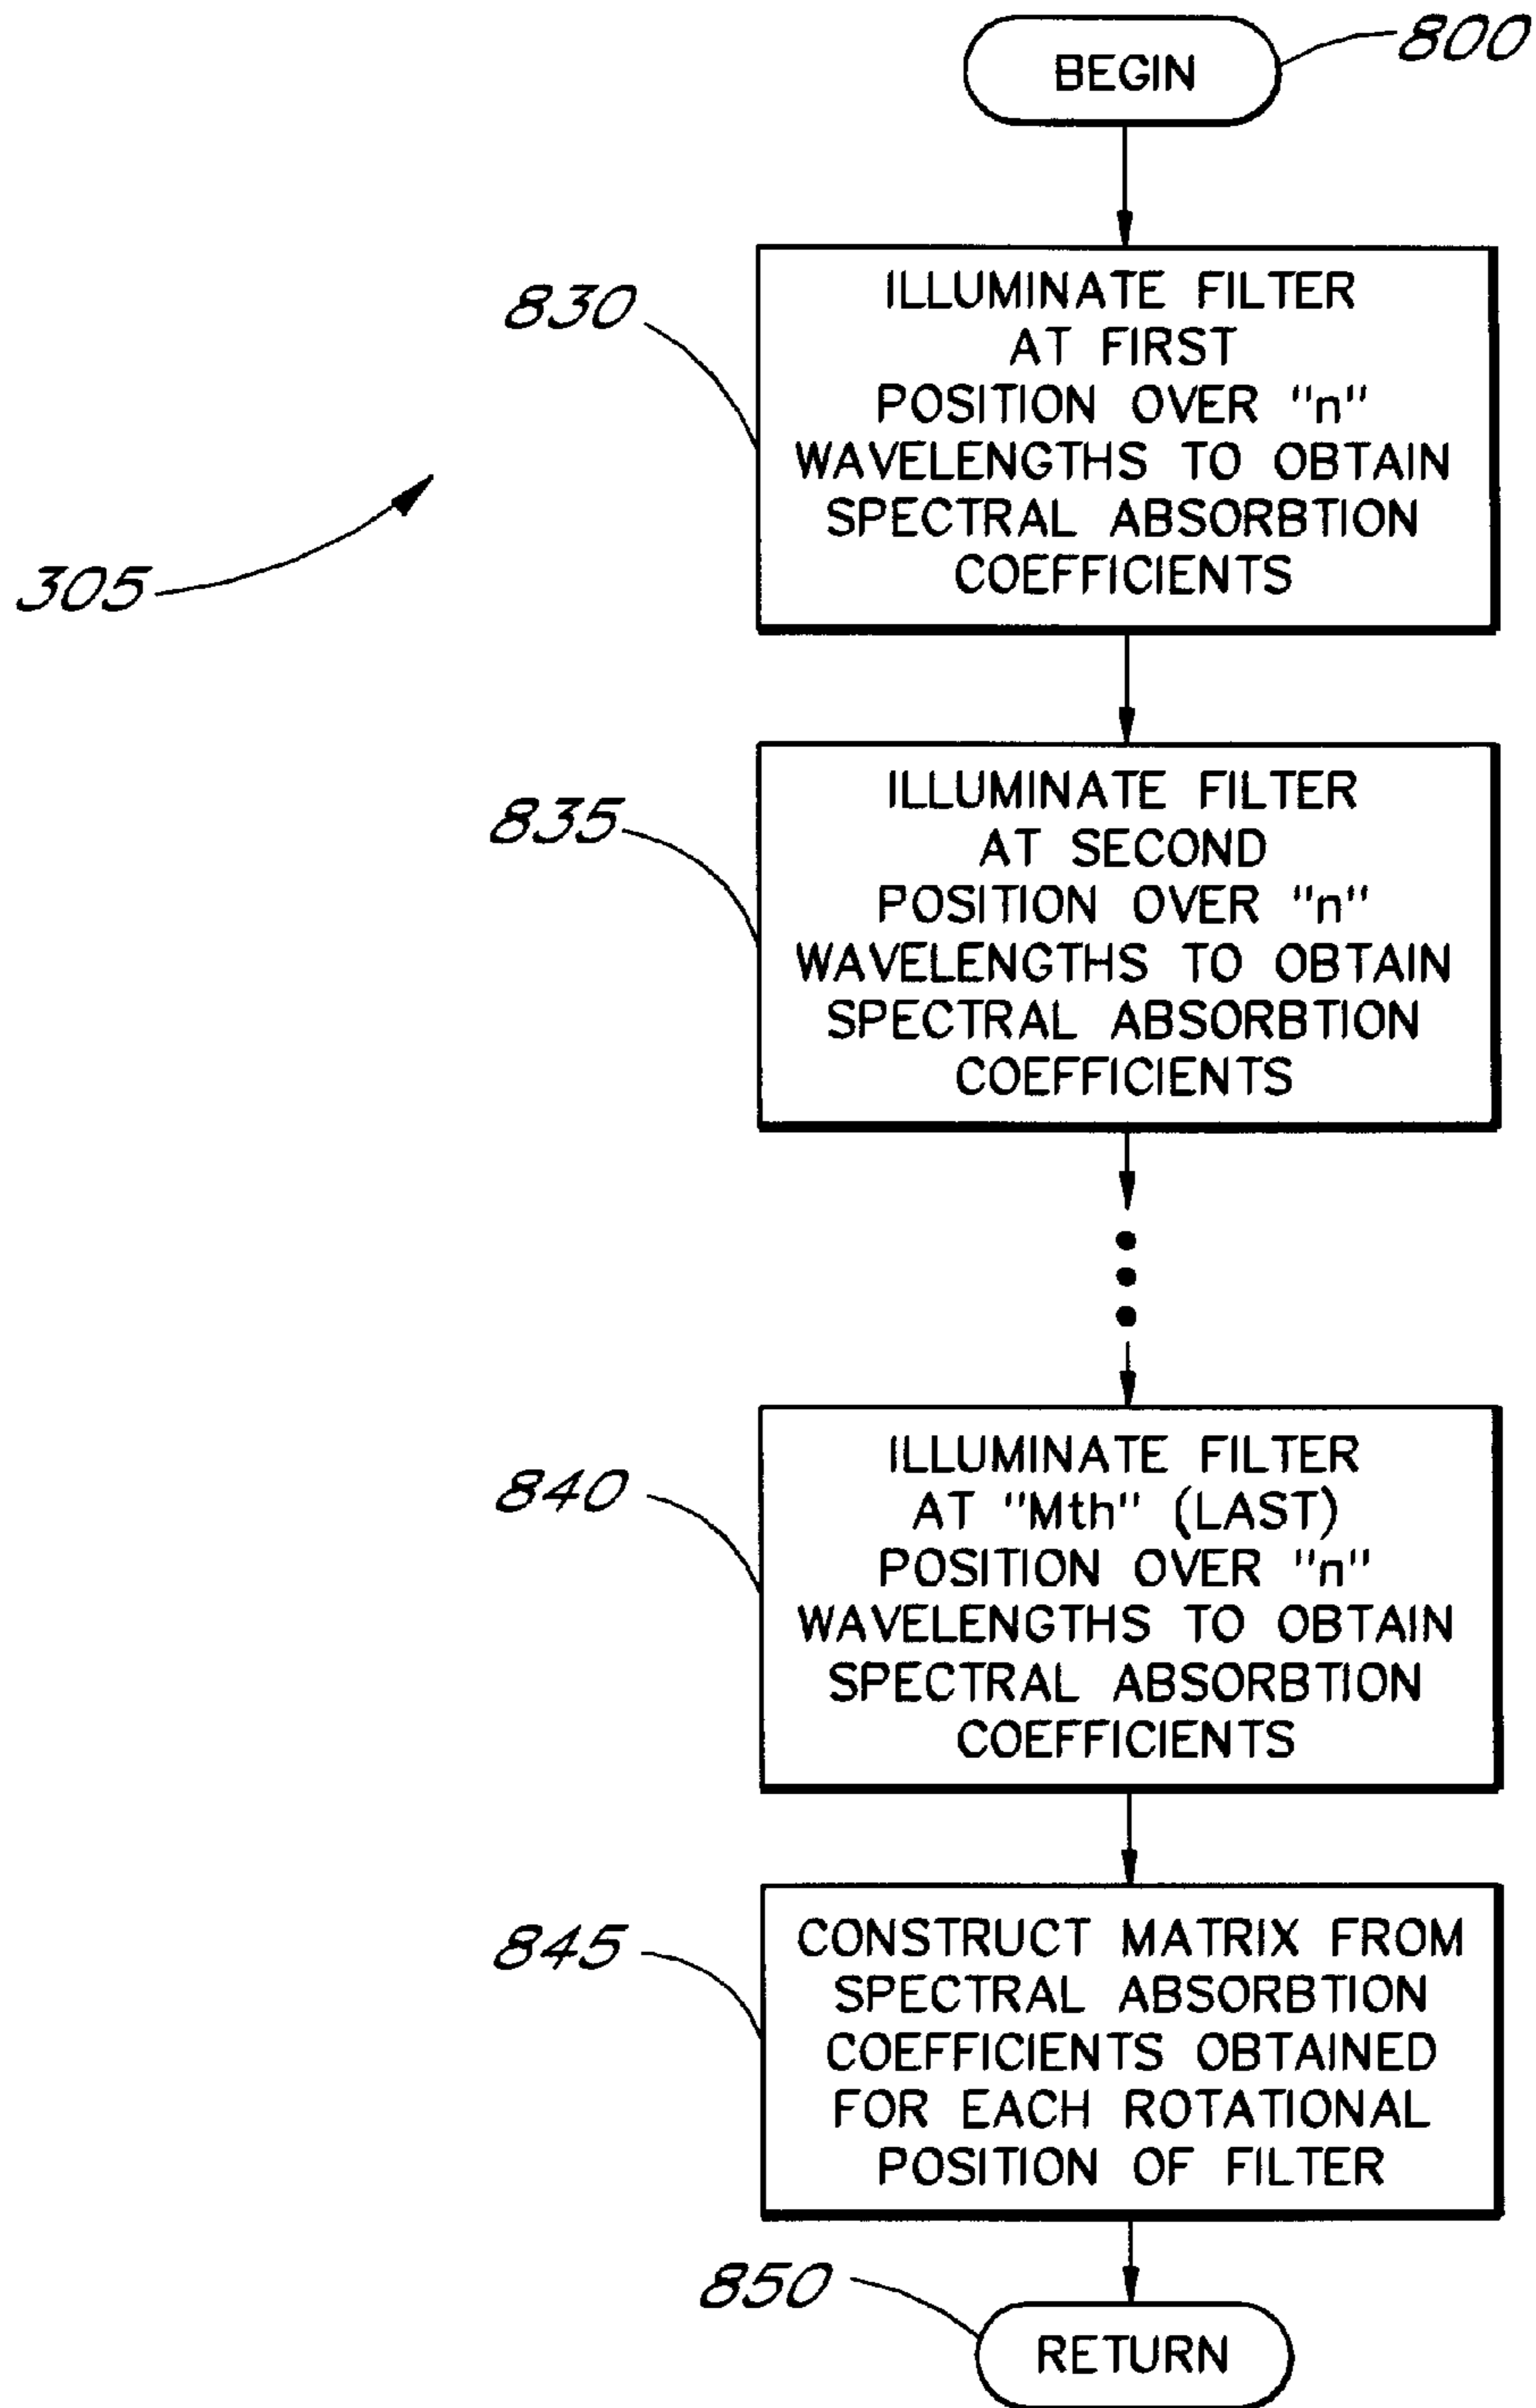 BEGIN
800
830
ILLUMINATE FILTER
AT FIRST
POSITION OVER "n"
WAVELENGTHS TO OBTAIN
SPECTRAL ABSORBTION
COEFFICIENTS
305
835
ILLUMINATE FILTER
AT SECOND
POSITION OVER "n"
WAVELENGTHS TO OBTAIN
SPECTRAL ABSORBTION
COEFFICIENTS
840
ILLUMINATE FILTER
AT "Mth" (LAST)
POSITION OVER "n"
WAVELENGTHS TO OBTAIN
SPECTRAL ABSORBTION
COEFFICIENTS
845
CONSTRUCT MATRIX FROM
SPECTRAL ABSORBTION
COEFFICIENTS OBTAINED
FOR EACH ROTATIONAL
POSITION OF FILTER
850
RETURN